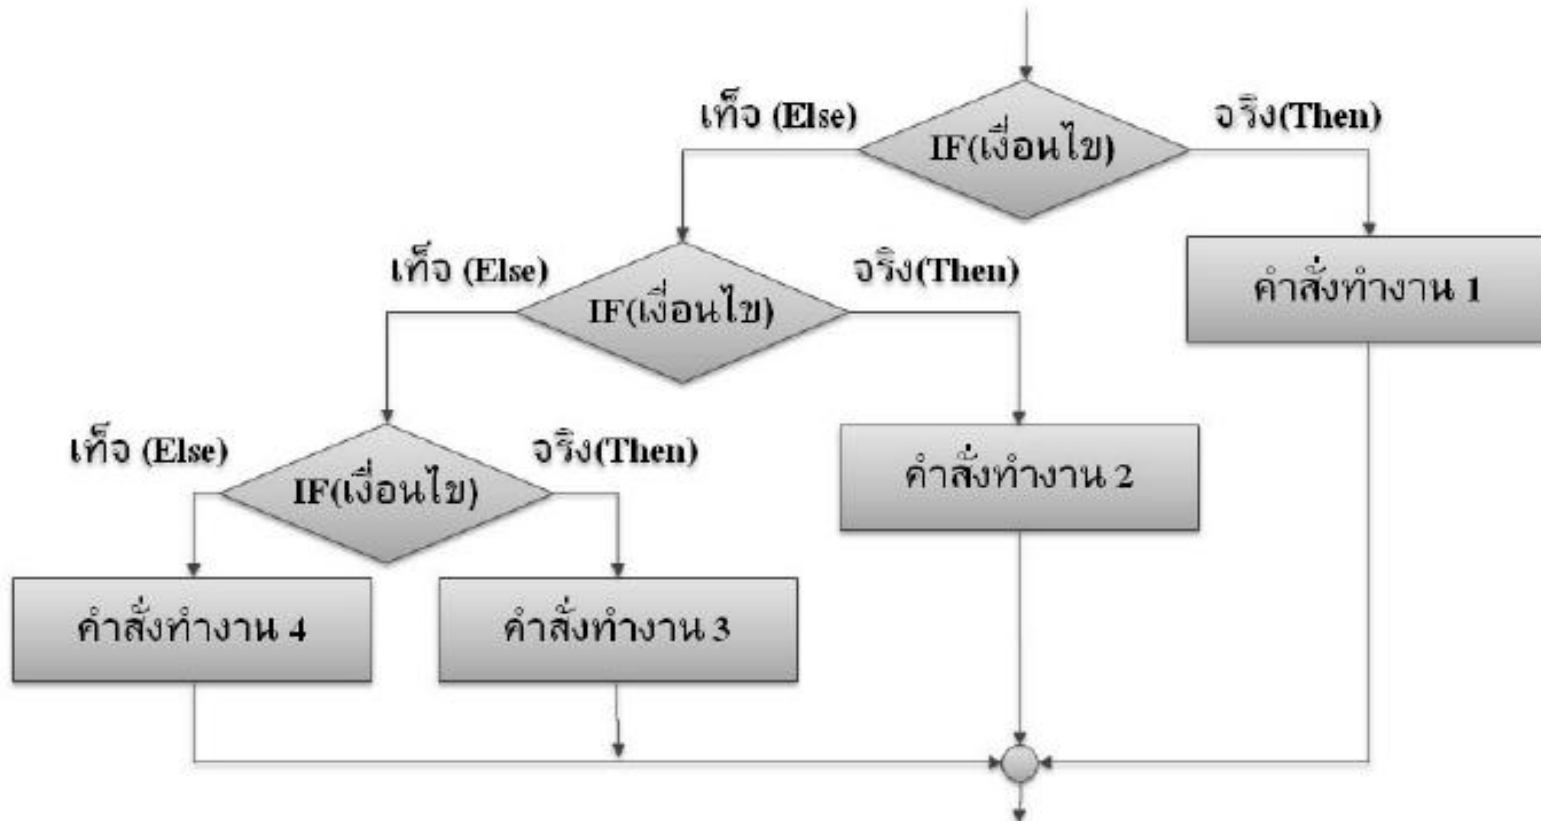 เท็จ (Else)
จริง(Then)
IF(เงื่อนไข)
เท็จ (Else)
จริง(Then)
IF(เงื่อนไข)
คำสั่งทำงาน 1
เท็จ (Else)
จริง(Then)
IF(เงื่อนไข)
คำสั่งทำงาน 2
คำสั่งทำงาน 4
คำสั่งทำงาน 3